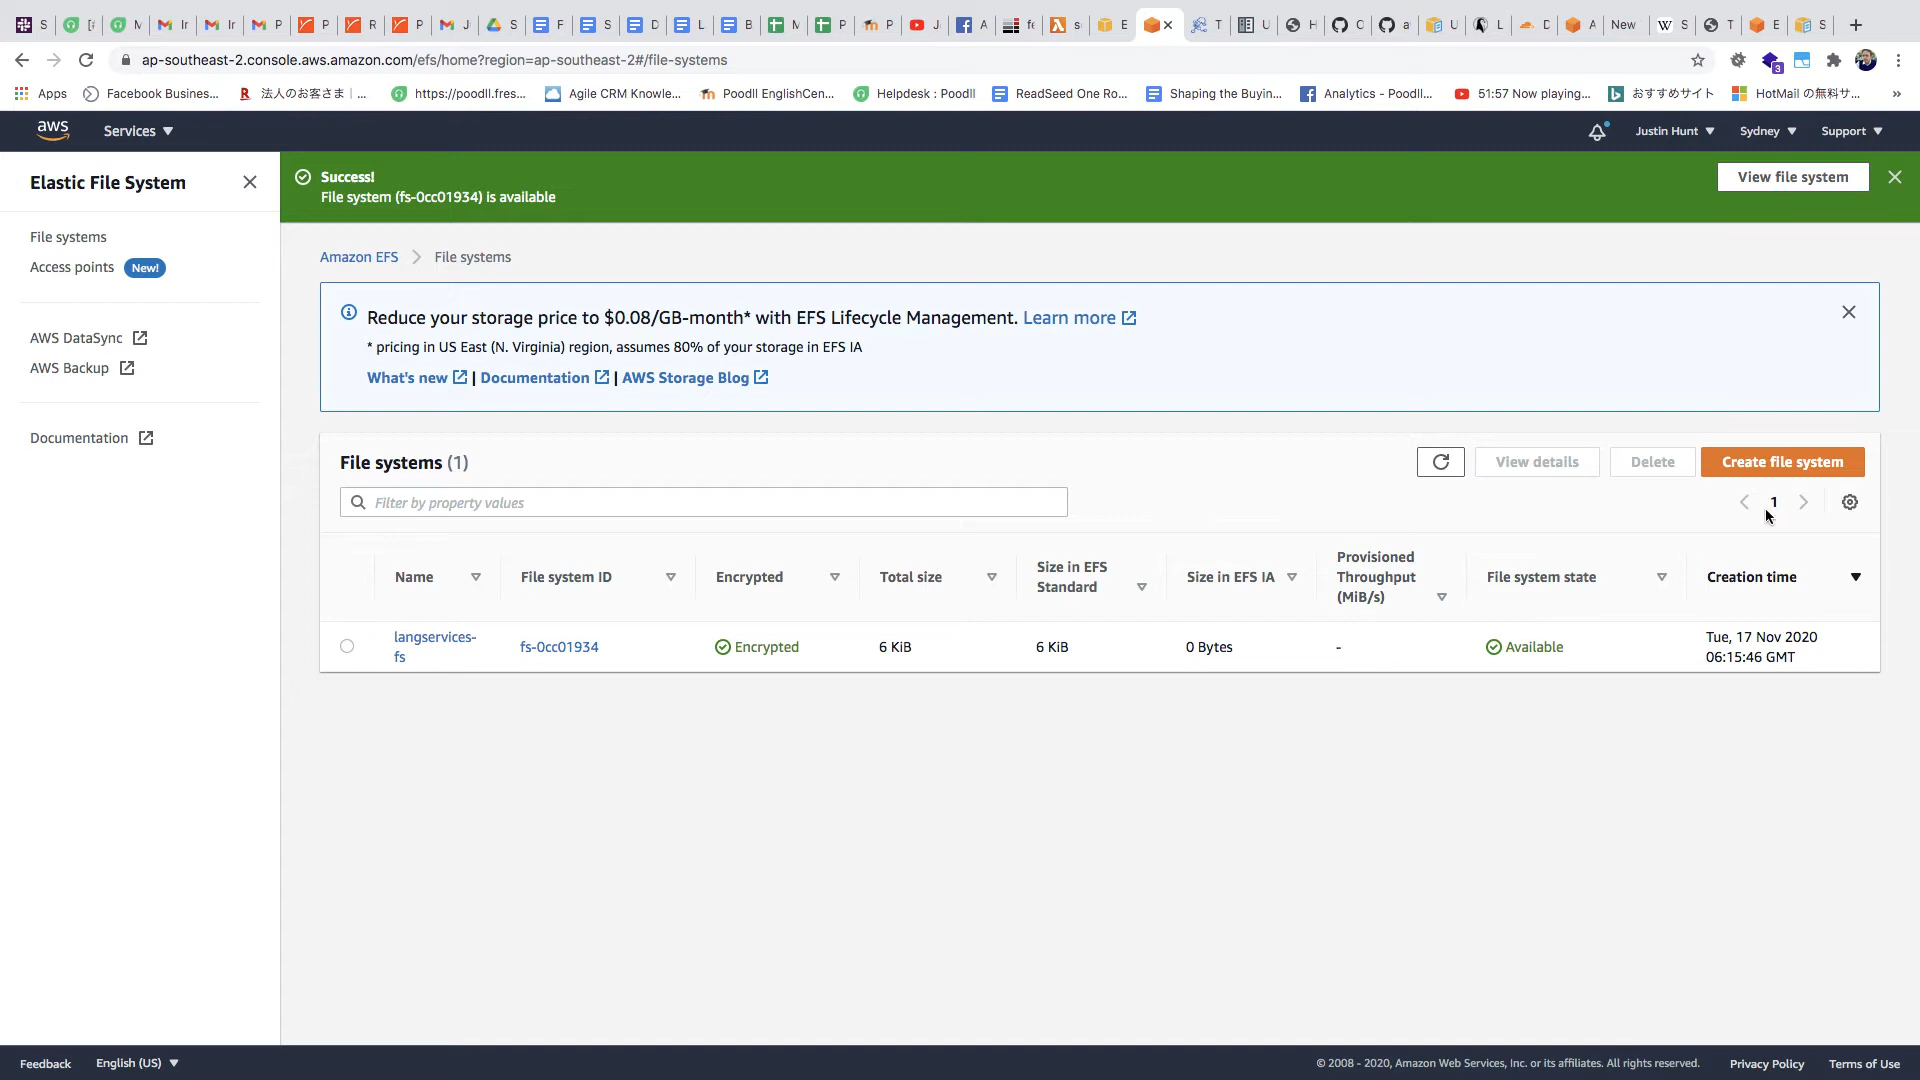 S
[i
M
Ir
Ir
P
P
R
P
J
S
F
S
D
L
B
M
P
P
J
A
fe
s
E
T
U
H
C
a
U
L
D
A
New
S
T
E
S
ap-southeast-2.console.aws.amazon.com/efs/home?region=ap-southeast-2#/file-systems
3
Apps
Facebook Business...
法人のお客さま | ...
https://poodll.fres...
Agile CRM Knowle...
Poodll EnglishCen...
Helpdesk : Poodll
ReadSeed One Ro...
Shaping the Buyin...
Analytics - Poodll...
51:57 Now playing...
おすすめサイト
HotMail の無料サ...
»
aws
Services
Justin Hunt
Sydney
Support
Elastic File System
File systems
Access points New!
AWS DataSync
AWS Backup
Documentation
Success!
File system (fs-0cc01934) is available
View file system
Amazon EFS
File systems
Reduce your storage price to $0.08/GB-month* with EFS Lifecycle Management. Learn more
* pricing in US East (N. Virginia) region, assumes 80% of your storage in EFS IA
What's new | Documentation | AWS Storage Blog
File systems (1)
View details
Delete
Create file system
Filter by property values
1
Name
File system ID
Encrypted
Total size
Size in EFS
Standard
Size in EFS IA
Provisioned
Throughput
(MiB/s)
File system state
Creation time
langservices-
fs
fs-0cc01934
Encrypted
6 KiB
6 KiB
0 Bytes
-
Available
Tue, 17 Nov 2020
06:15:46 GMT
Feedback
English (US)
© 2008 - 2020, Amazon Web Services, Inc. or its affiliates. All rights reserved.
Privacy Policy
Terms of Use